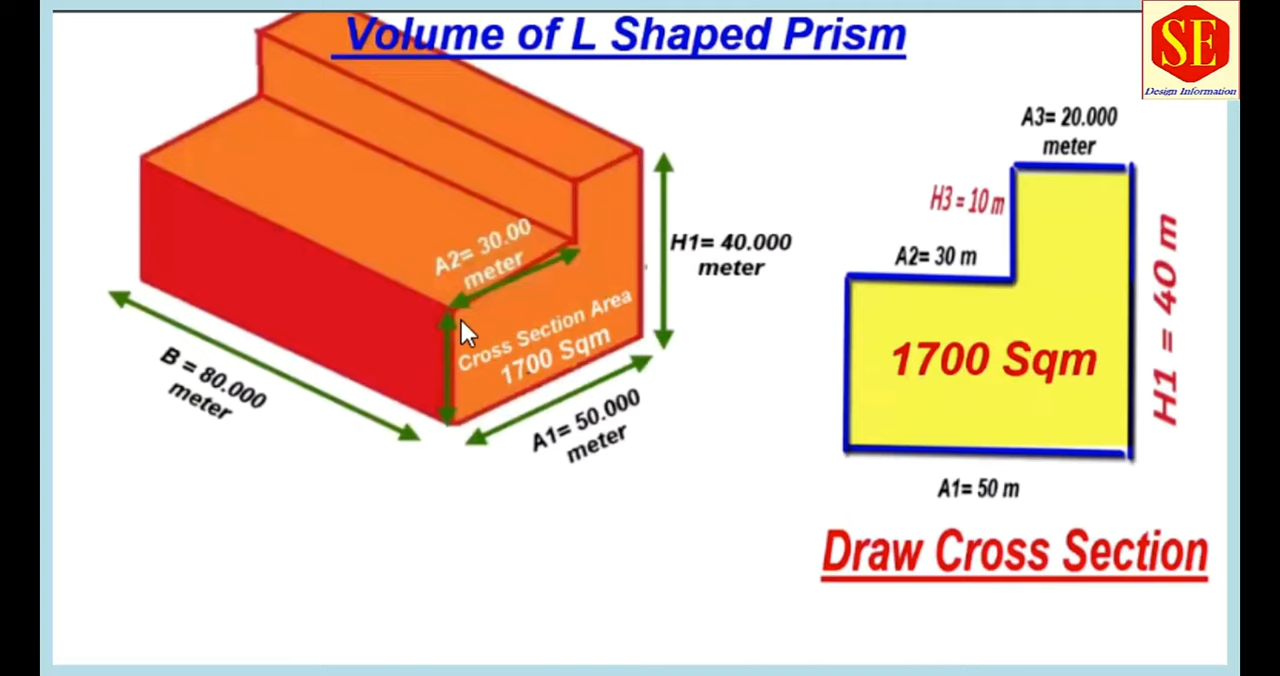 Volume of L Shaped Prism
SE
Design Information
A3= 20.000
meter
H3 = 10 m
A2= 30 m
H1 = 40 m
1700 Sqm
A1= 50 m
Draw Cross Section
A2= 30.00
meter
H1= 40.000
meter
Cross Section Area
1700 Sqm
B = 80.000
meter
A1= 50.000
meter